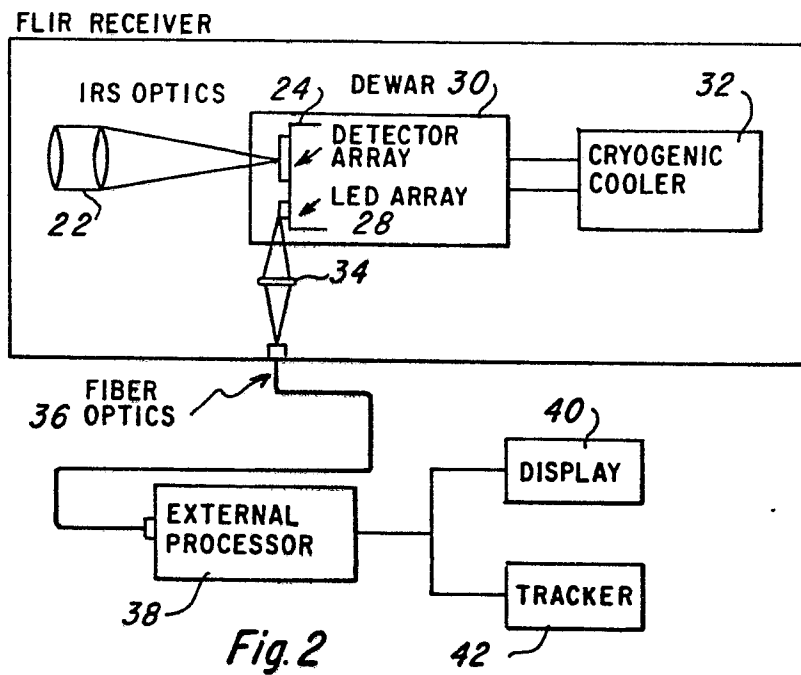 FLIR RECEIVER
IRS OPTICS
22
24
DEWAR 30
DETECTOR
ARRAY
LED ARRAY
28
32
CRYOGENIC
COOLER
34
FIBER
OPTICS
36
EXTERNAL
PROCESSOR
38
40
DISPLAY
TRACKER
42
Fig. 2